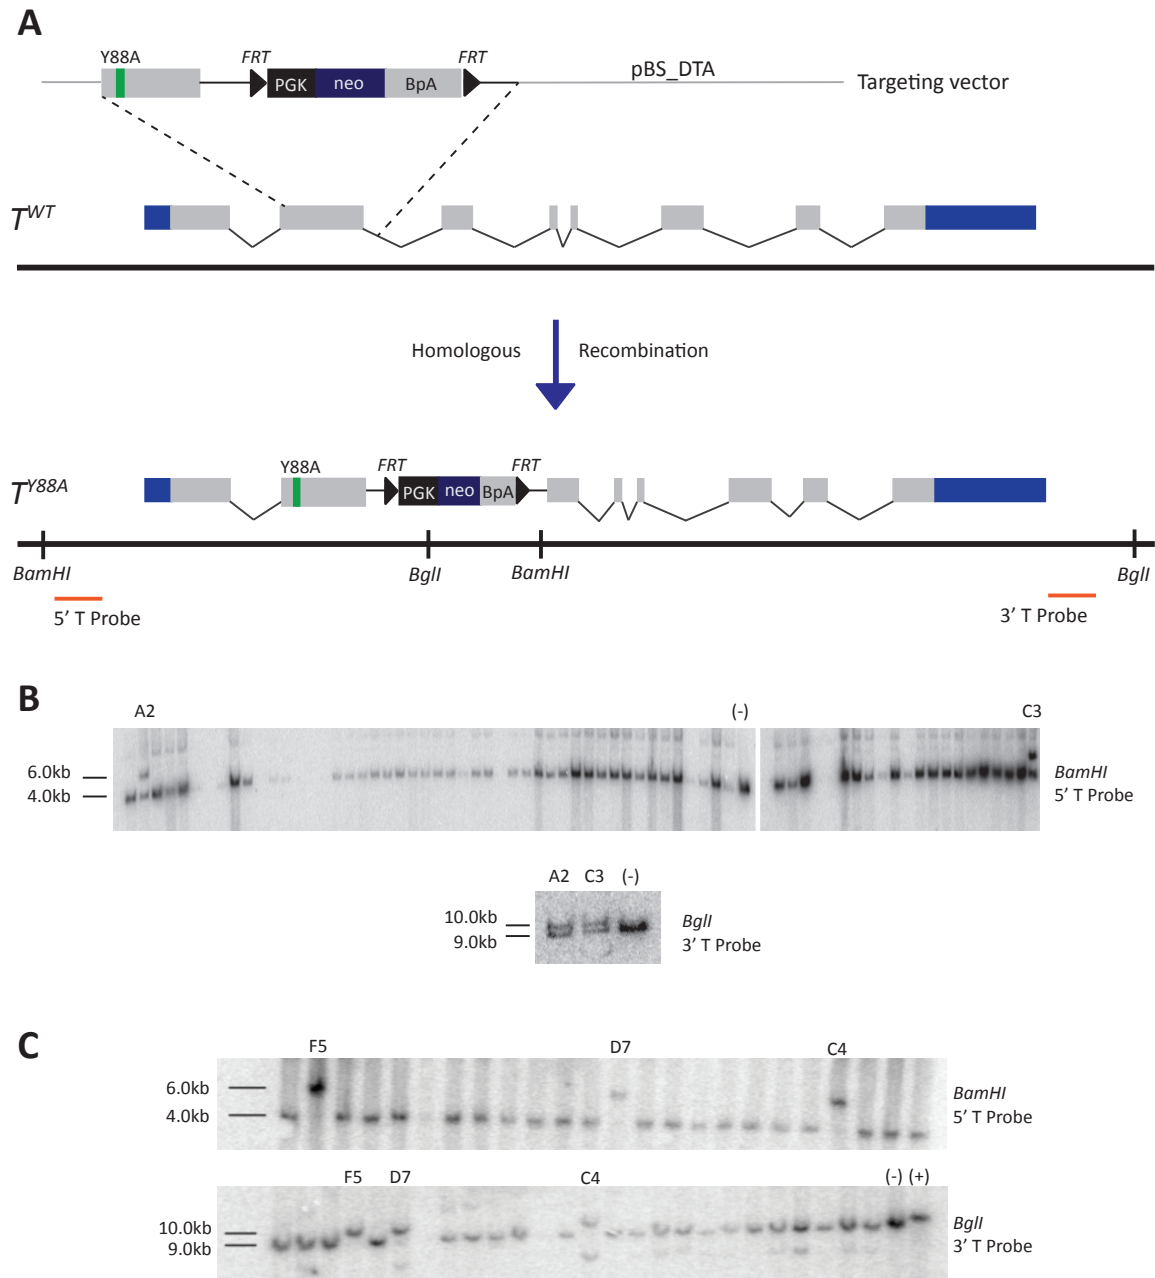 A
Y88A
FRT
FRT
PGK
neo
BpA
pBS_DTA
Targeting vector
T^WT
Homologous
Recombination
Y88A
FRT
FRT
T^Y88A
PGK
neo
BpA
BamHI
BglI
BamHI
BglI
5' T Probe
3' T Probe
B
A2
(-)
C3
6.0kb
4.0kb
BamHI
5' T Probe
A2 C3 (-)
10.0kb
9.0kb
BglI
3' T Probe
C
F5
D7
C4
6.0kb
4.0kb
BamHI
5' T Probe
F5
D7
C4
(-) (+)
10.0kb
9.0kb
BglI
3' T Probe